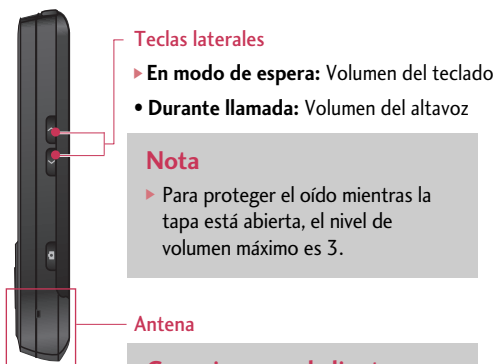 Teclas laterales
▸ En modo de espera: Volumen del teclado
• Durante llamada: Volumen del altavoz
Nota
▸ Para proteger el oído mientras la
tapa está abierta, el nivel de
volumen máximo es 3.
Antena